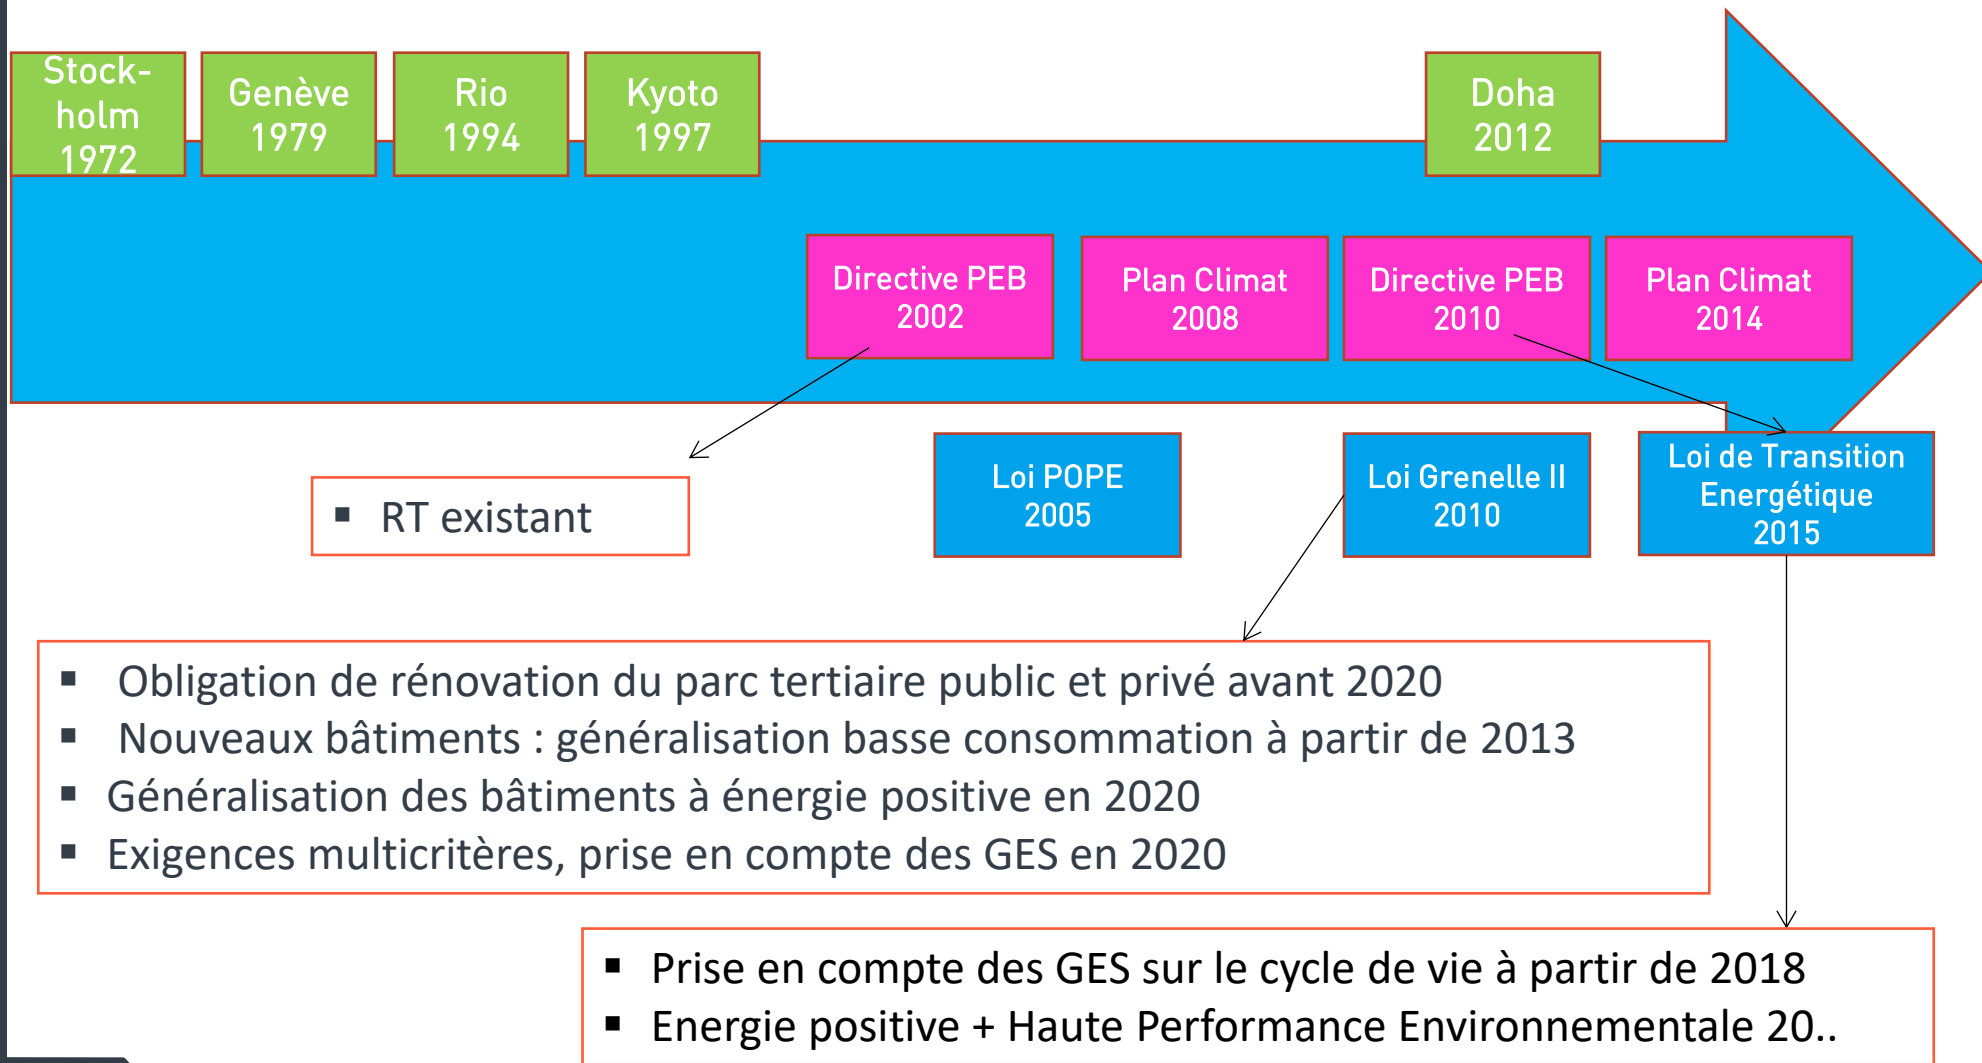 Stock-
holm
1972
Genève
1979
Rio
1994
Kyoto
1997
Doha
2012
Directive PEB
2002
Plan Climat
2008
Directive PEB
2010
Plan Climat
2014
▪ RT existant
Loi POPE
2005
Loi Grenelle II
2010
Loi de Transition
Energétique
2015
▪ Obligation de rénovation du parc tertiaire public et privé avant 2020
▪ Nouveaux bâtiments : généralisation basse consommation à partir de 2013
▪ Généralisation des bâtiments à énergie positive en 2020
▪ Exigences multicritères, prise en compte des GES en 2020
▪ Prise en compte des GES sur le cycle de vie à partir de 2018
▪ Energie positive + Haute Performance Environnementale 20..